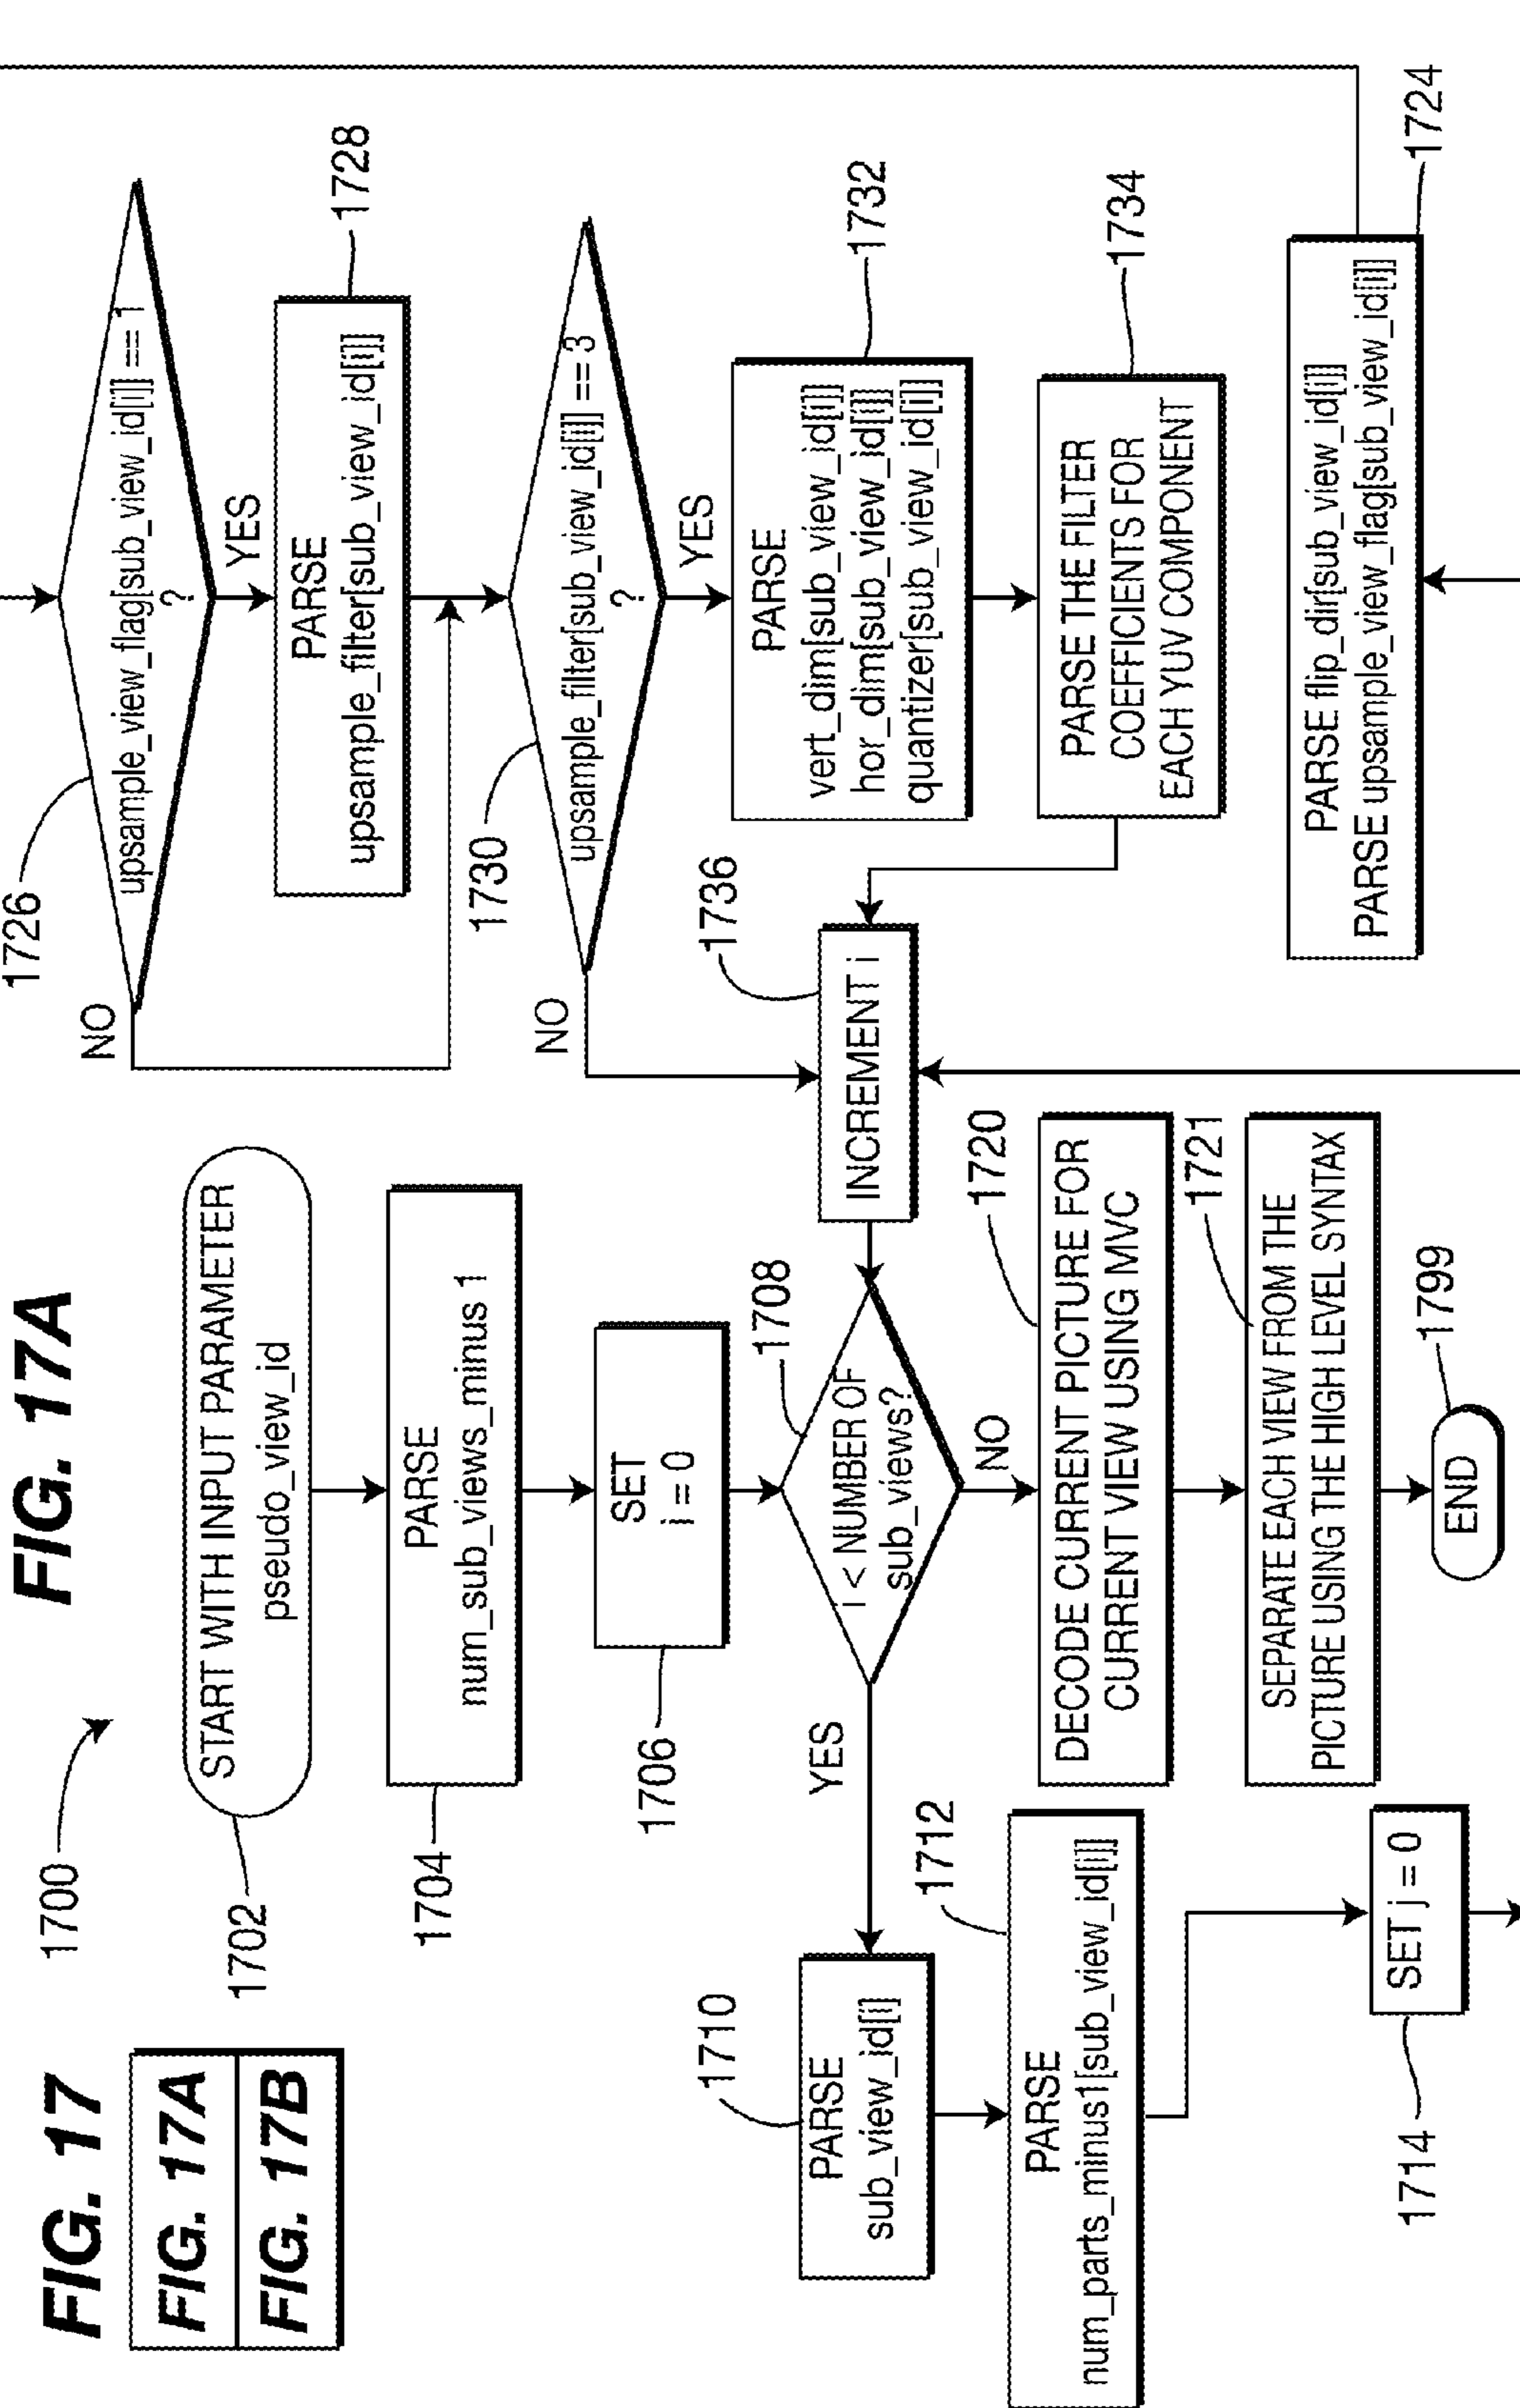 FIG. 17
FIG. 17A
FIG. 17B
FIG. 17A
1700
1702
START WITH INPUT PARAMETER
pseudo_view_id
1704
PARSE
num_sub_views_minus 1
1706
SET
i = 0
1708
i < NUMBER OF
sub_views?
YES
NO
1710
PARSE
sub_view_id[i]
1712
PARSE
num_parts_minus1[sub_view_id[i]]
1714
SET j = 0
1720
DECODE CURRENT PICTURE FOR
CURRENT VIEW USING MVC
1721
SEPARATE EACH VIEW FROM THE
PICTURE USING THE HIGH LEVEL SYNTAX
1799
END
1726
upsample_view_flag[sub_view_id[i]] == 1
?
NO
YES
1728
PARSE
upsample_filter[sub_view_id[i]]
1730
upsample_filter[sub_view_id[i]] == 3
?
NO
YES
1732
PARSE
vert_dim[sub_view_id[i]]
hor_dim[sub_view_id[i]]
quantizer[sub_view_id[i]]
1734
PARSE THE FILTER
COEFFICIENTS FOR
EACH YUV COMPONENT
1736
INCREMENT i
1724
PARSE flip_dir[sub_view_id[i]]
PARSE upsample_view_flag[sub_view_id[i]]